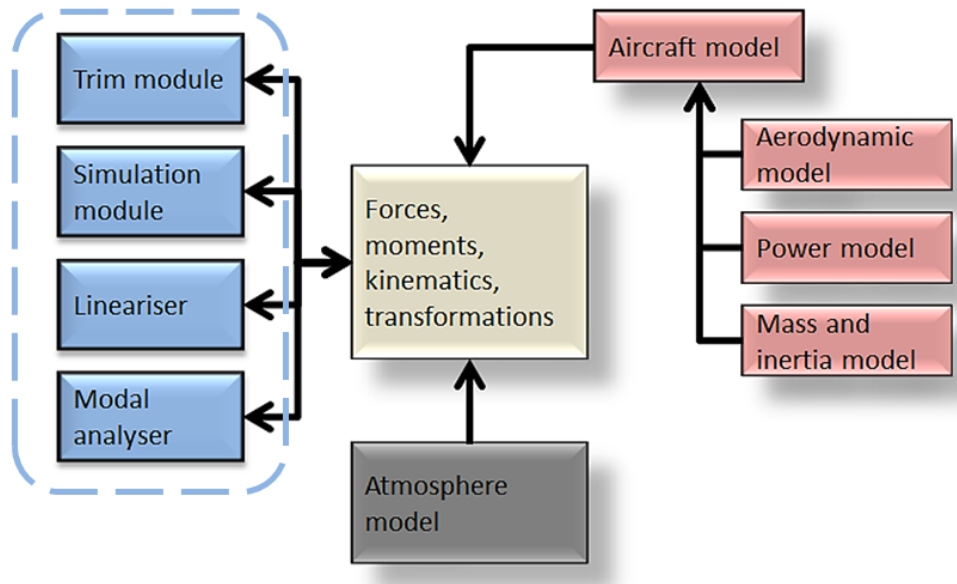 Trim module
Simulation
module
Lineariser
Modal
analyser
Forces,
moments,
kinematics,
transformations
Atmosphere
model
Aircraft model
Aerodynamic
model
Power model
Mass and
inertia model